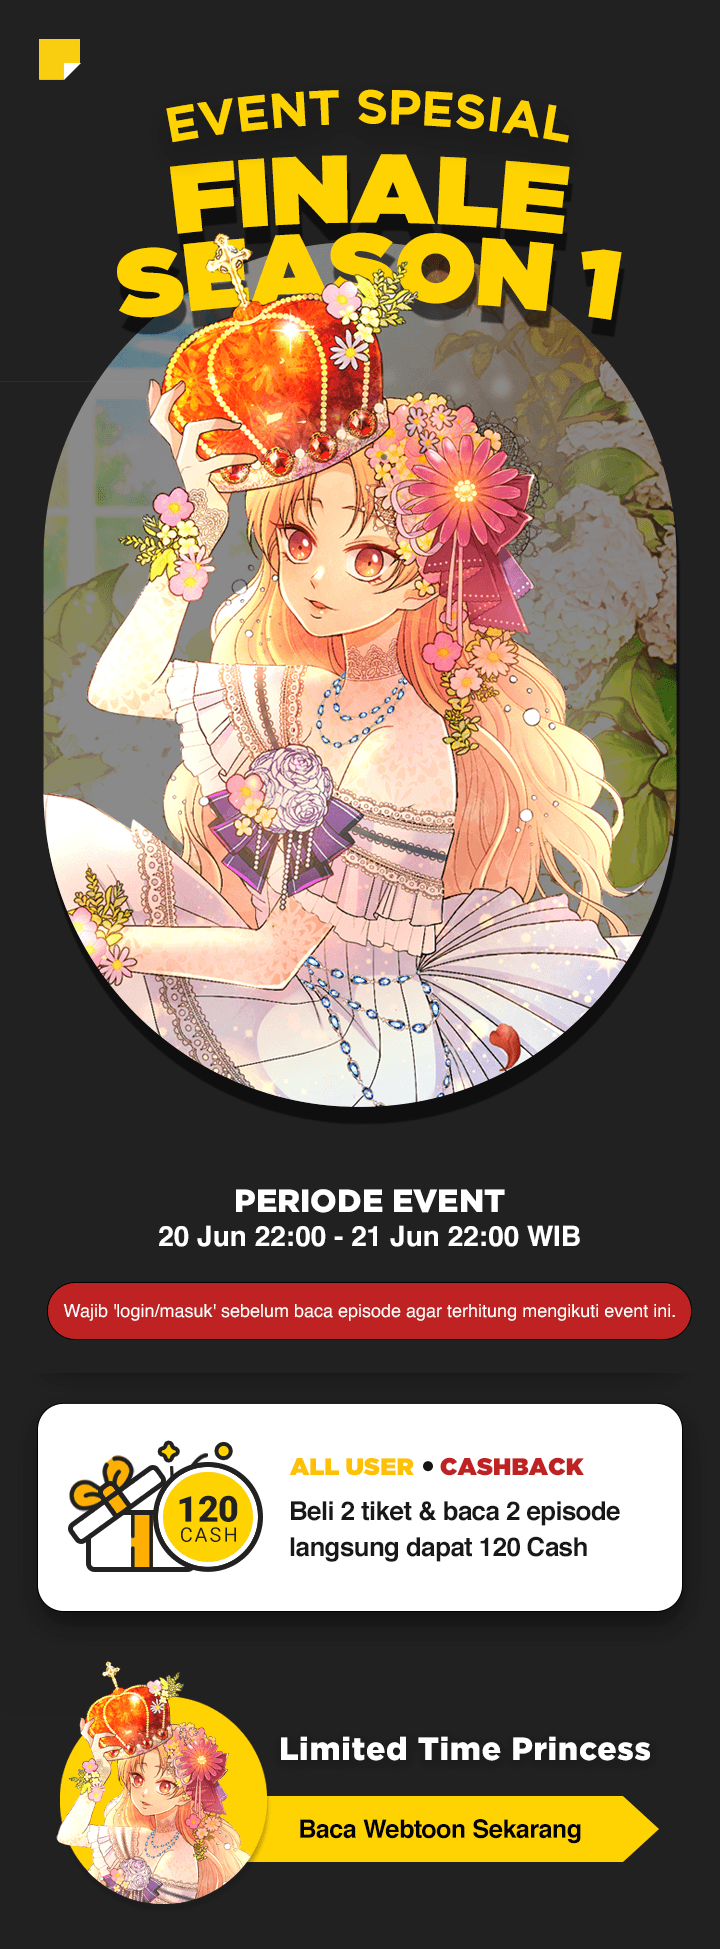 EVENT SPESIAL
FINALE
SEASON 1
PERIODE EVENT
20 Jun 22:00 - 21 Jun 22:00 WIB
Wajib 'login/masuk' sebelum baca episode agar terhitung mengikuti event ini.
120
CASH
ALL USER • CASHBACK
Beli 2 tiket & baca 2 episode
langsung dapat 120 Cash
Limited Time Princess
Baca Webtoon Sekarang